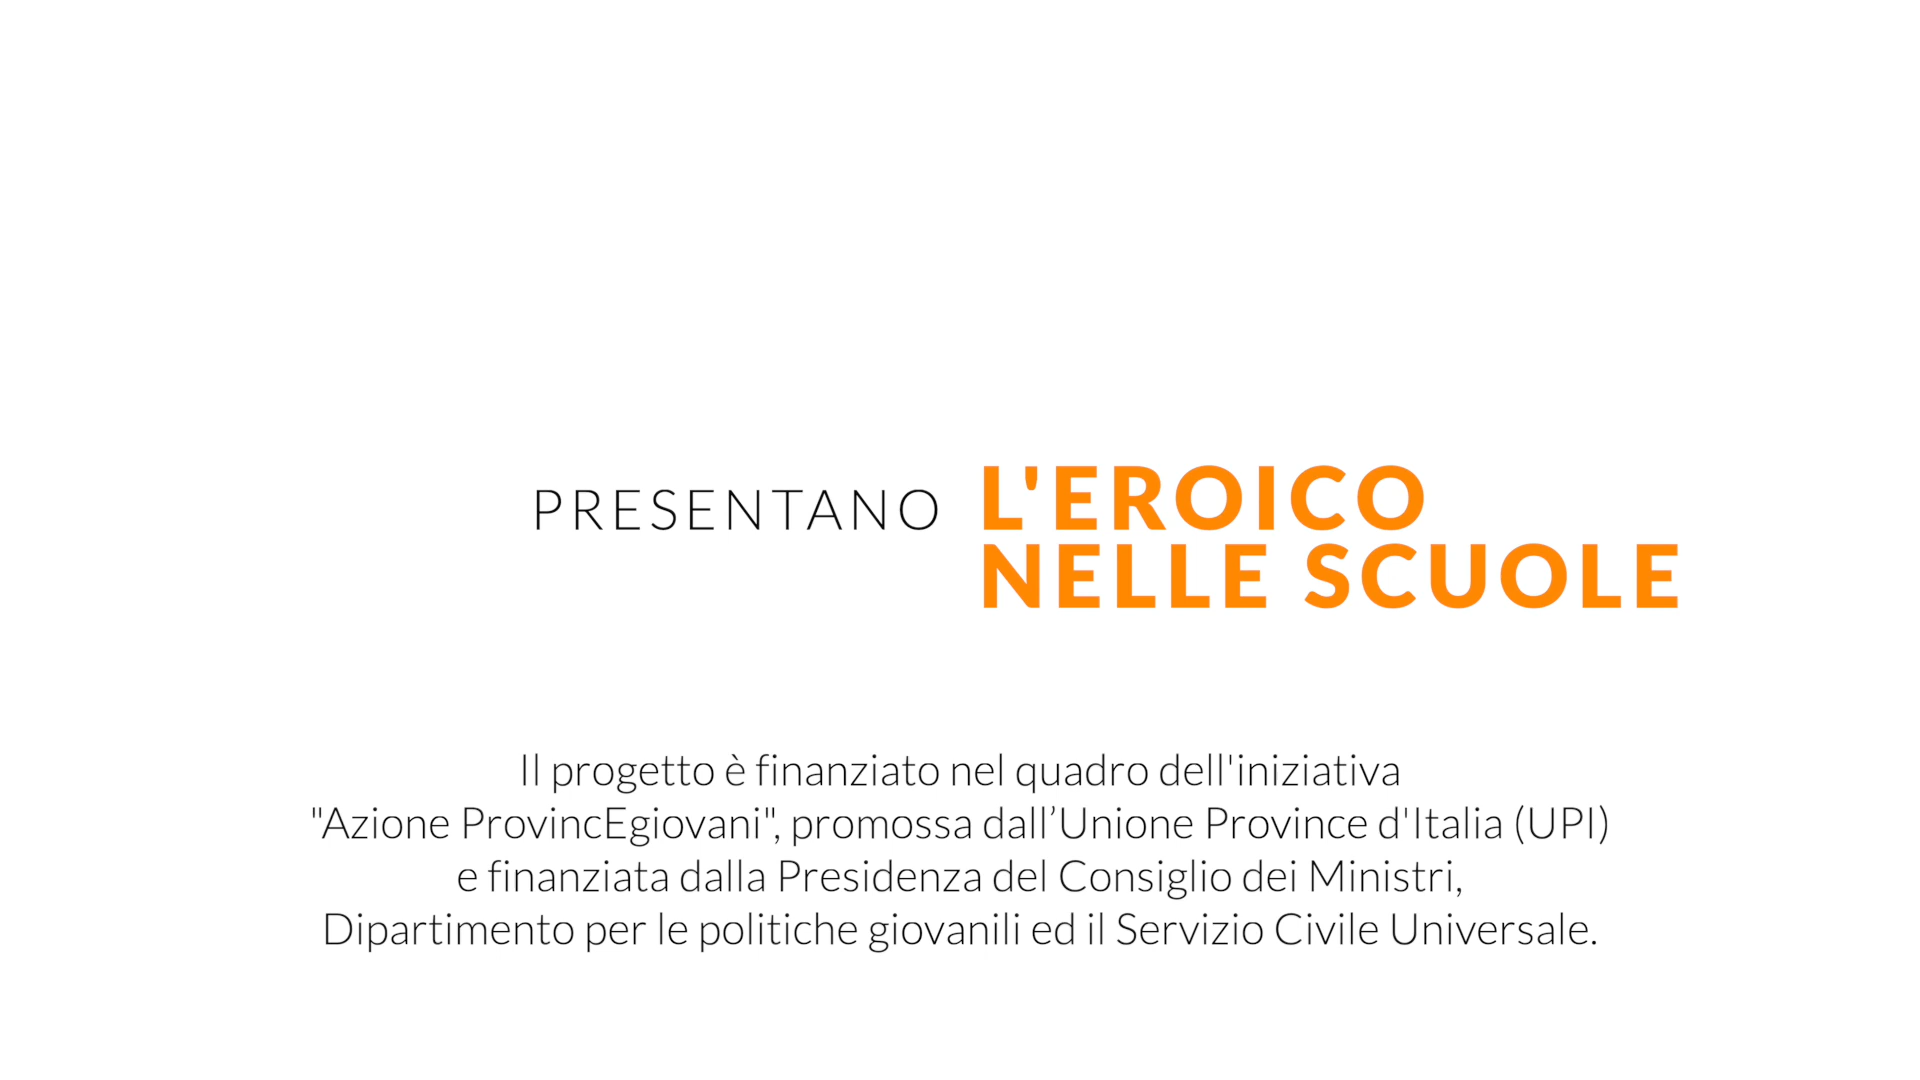 PRESENTANO L'EROICO
NELLE SCUOLE
Il progetto è finanziato nel quadro dell'iniziativa
"Azione ProvincEgiovani", promossa dall’Unione Province d'Italia (UPI)
e finanziata dalla Presidenza del Consiglio dei Ministri,
Dipartimento per le politiche giovanili ed il Servizio Civile Universale.